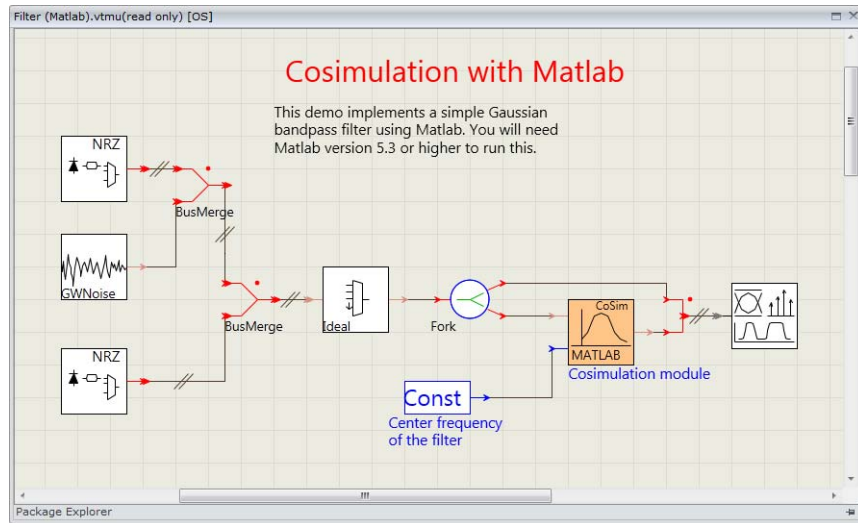 Filter (Matlab).vtmu(read only) [OS]
Cosimulation with Matlab
This demo implements a simple Gaussian
bandpass filter using Matlab. You will need
Matlab version 5.3 or higher to run this.
NRZ
BusMerge
GWNoise
BusMerge
Ideal
Fork
CoSim
MATLAB
Cosimulation module
NRZ
Const
Center frequency
of the filter
Package Explorer